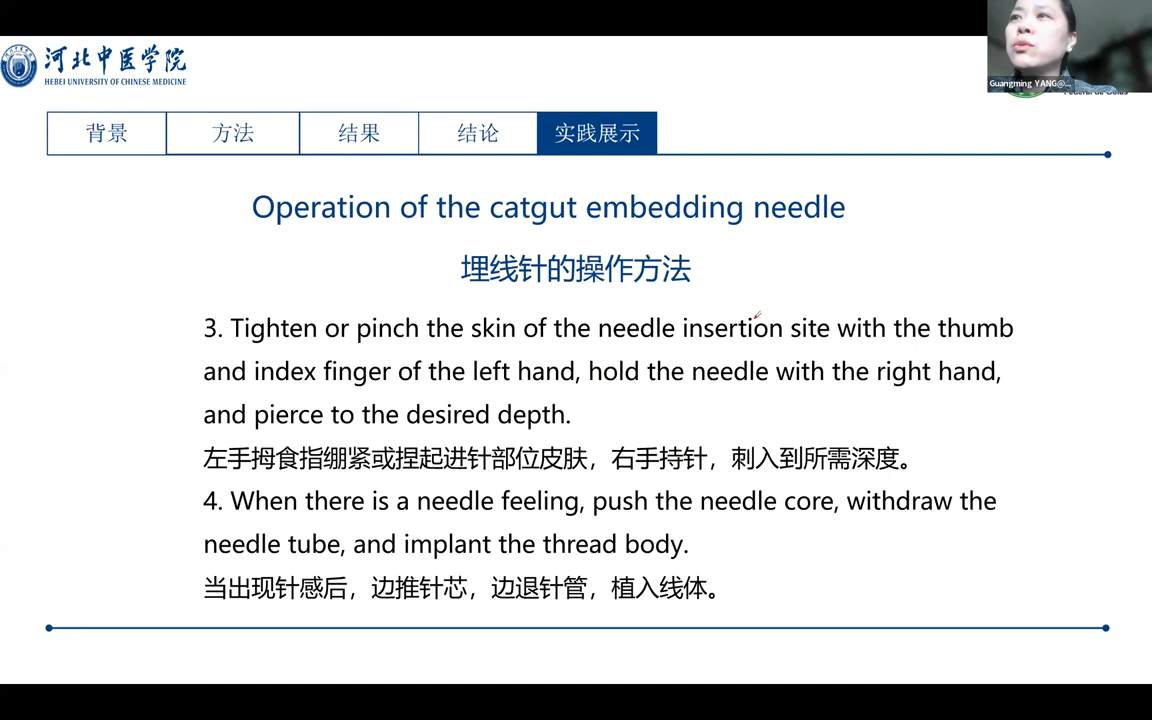 河北中医学院
HEBEI UNIVERSITY OF CHINESE MEDICINE
Guangming YANG@...
背景
方法
结果
结论
实践展示
Operation of the catgut embedding needle
埋线针的操作方法
3. Tighten or pinch the skin of the needle insertion site with the thumb
and index finger of the left hand, hold the needle with the right hand,
and pierce to the desired depth.
左手拇食指绷紧或捏起进针部位皮肤，右手持针，刺入到所需深度。
4. When there is a needle feeling, push the needle core, withdraw the
needle tube, and implant the thread body.
当出现针感后，边推针芯，边退针管，植入线体。